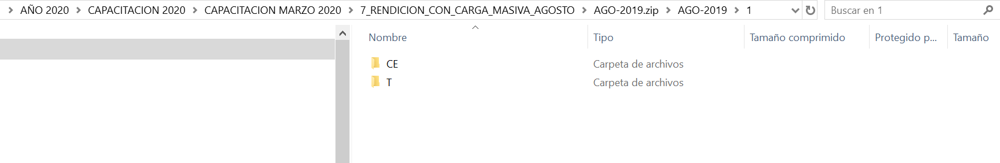 AÑO 2020 > CAPACITACION 2020 > CAPACITACION MARZO 2020 > 7_RENDICION_CON_CARGA_MASIVA_AGOSTO > AGO-2019.zip > AGO-2019 > 1 Buscar en 1
Nombre Tipo Tamaño comprimido Protegido p... Tamaño
CE Carpeta de archivos
T Carpeta de archivos